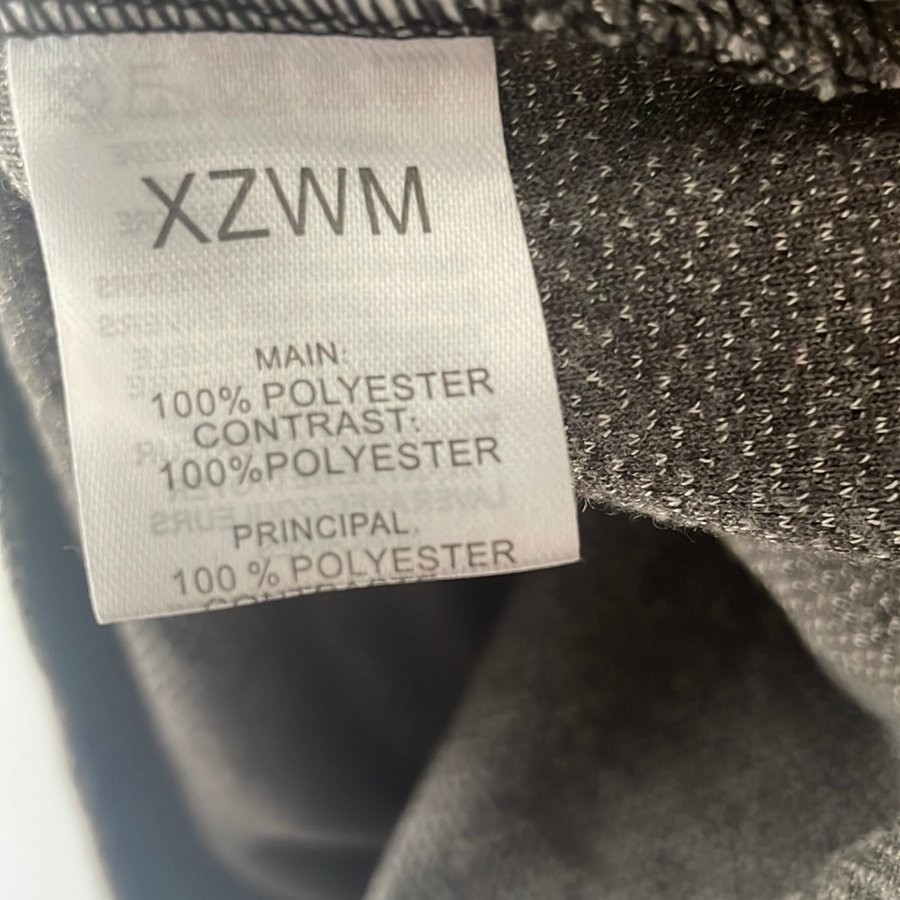 XZWM
MAIN:
100% POLYESTER
CONTRAST:
100%POLYESTER
PRINCIPAL.
100 % POLYESTER